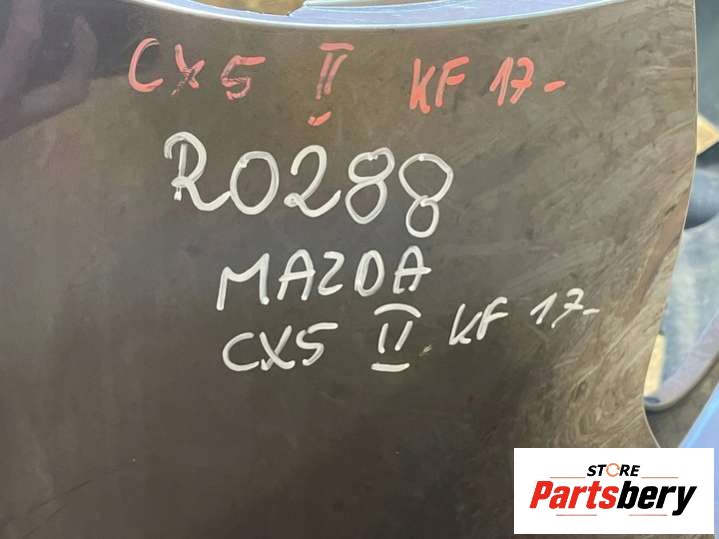 CX5 II KF 17-
R0288
MAZDA
CX5 II KF 17-
STORE
Partsbery